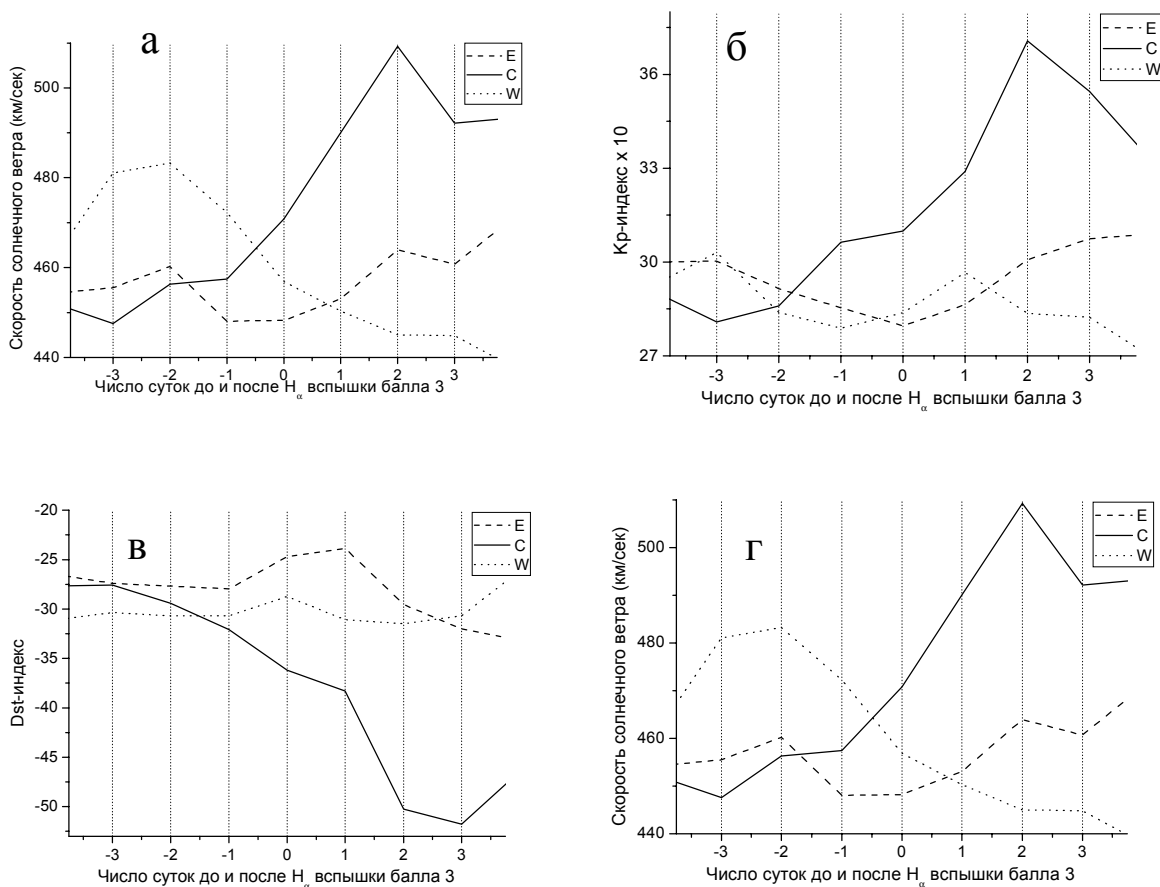 а
E
C
W
Скорость солнечного ветра (км/сек)
500
480
460
440
-3 -2 -1 0 1 2 3
Число суток до и после Hα вспышки балла 3
б
E
C
W
Kp-индекс x 10
36
33
30
27
-3 -2 -1 0 1 2 3
Число суток до и после Hα вспышки балла 3
в
E
C
W
Dst-индекс
-20
-25
-30
-35
-40
-45
-50
-3 -2 -1 0 1 2 3
Число суток до и после Hα вспышки балла 3
г
E
C
W
Скорость солнечного ветра (км/сек)
500
480
460
440
-3 -2 -1 0 1 2 3
Число суток до и после Hα вспышки балла 3